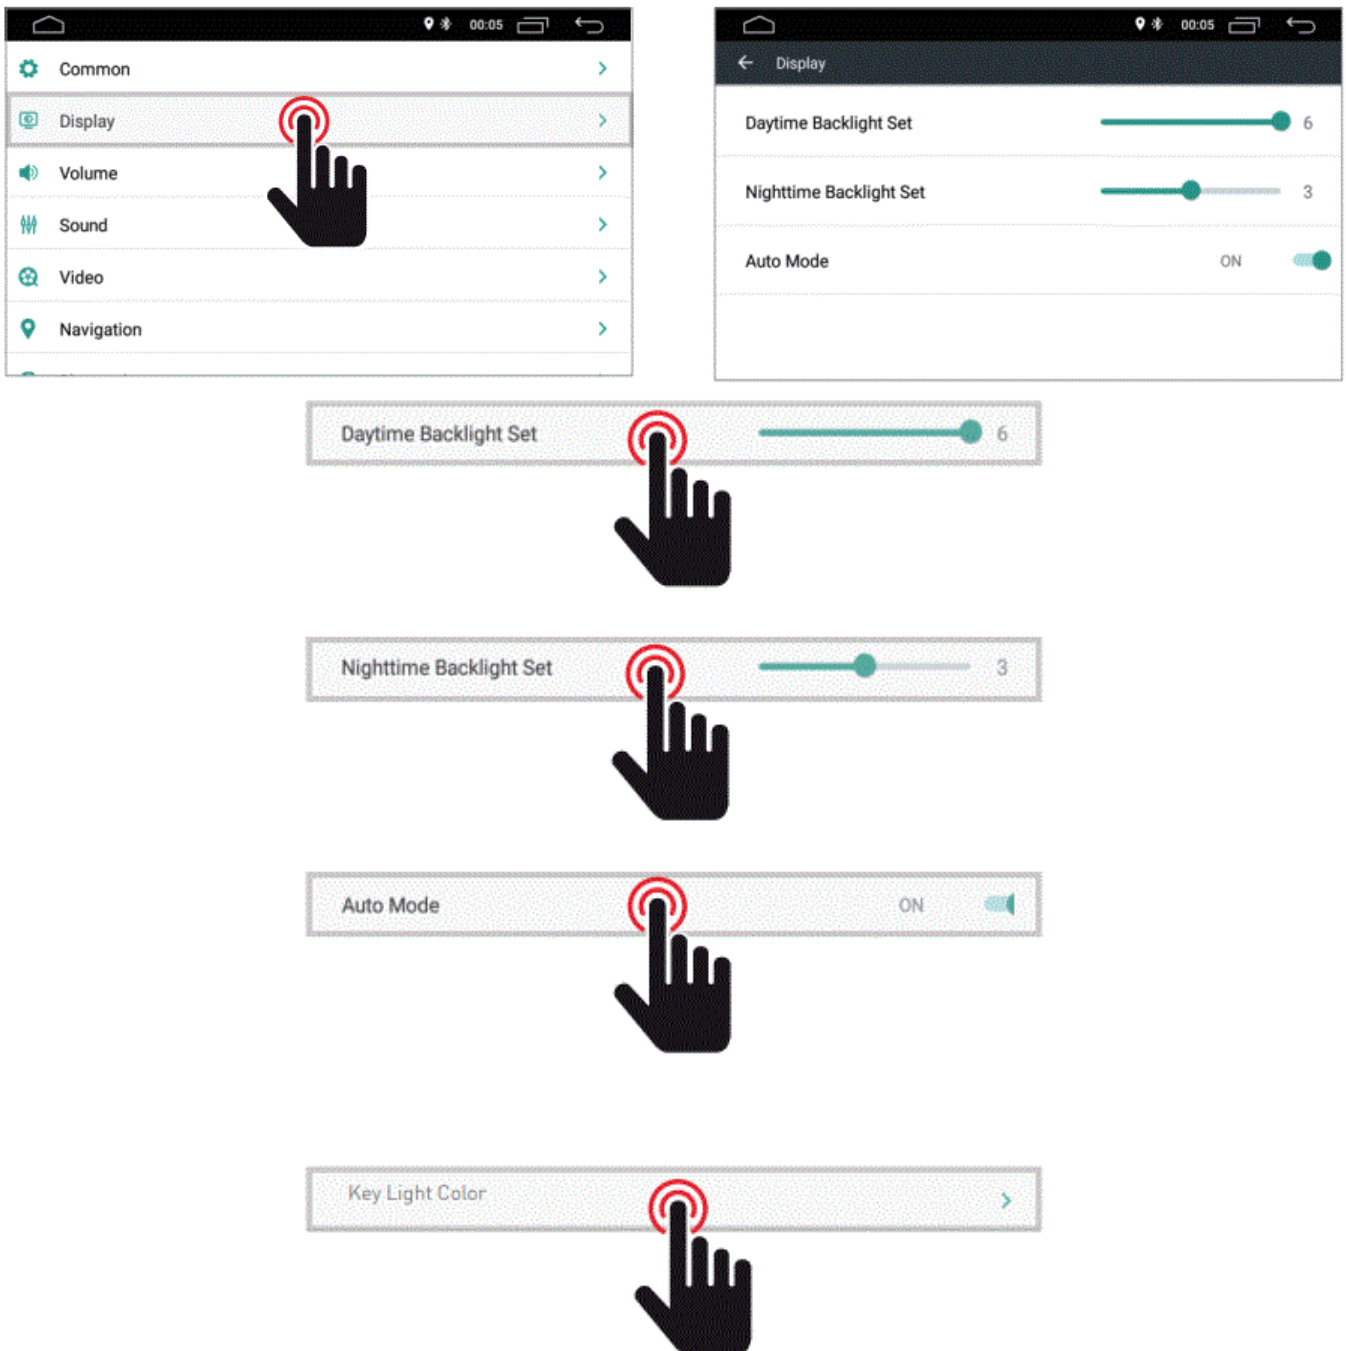 00:05
Common
Display
Volume
Sound
Video
Navigation
00:05
Display
Daytime Backlight Set 6
Nighttime Backlight Set 3
Auto Mode ON
Daytime Backlight Set 6
Nighttime Backlight Set 3
Auto Mode ON
Key Light Color